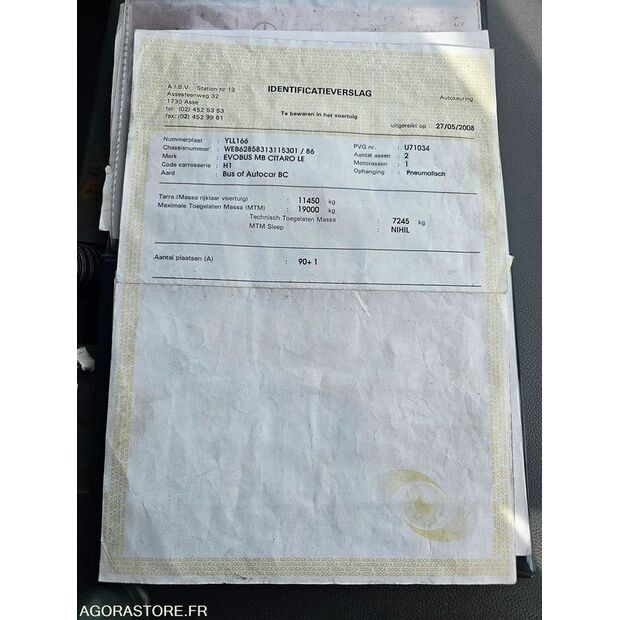 A.I.B.V. Station nr 13
Assesteenweg 32
1730 Asse
tel: (02) 452 53 53
fax: (02) 452 99 61
IDENTIFICATIEVERSLAG
Autokeuring
Te bewaren in het voertuig
uitgereikt op : 27/05/2008
Nummerplaat : YLL166
Chassisnummer : WEB62858313115301 / 86
Merk : EVOBUS MB CITARO LE
Code carrosserie : H1
Aard : Bus of Autocar BC
PVG nr. : U71034
Aantal assen : 2
Motorassen : 1
Ophanging : Pneumatisch
Tarra (Massa rijklaar voertuig) : 11450 kg
Maximale Toegelaten Massa (MTM) : 19000 kg
Technisch Toegelaten Massa : 7245 kg
MTM Sleep : NIHIL
Aantal plaatsen (A) : 90+ 1
AGORASTORE.FR